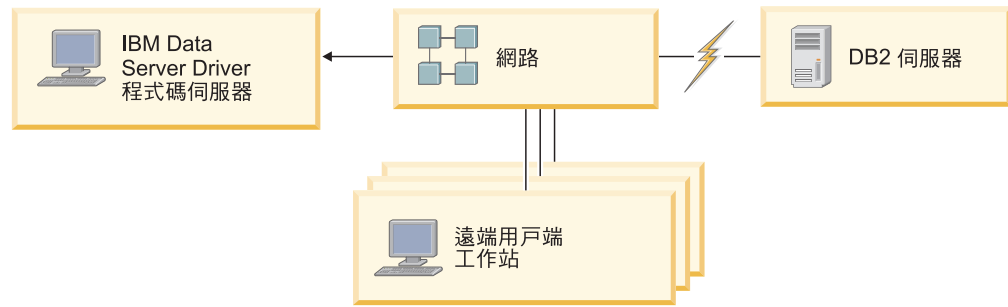 IBM Data
Server Driver
程式碼伺服器
網路
DB2 伺服器
遠端用戶端
工作站